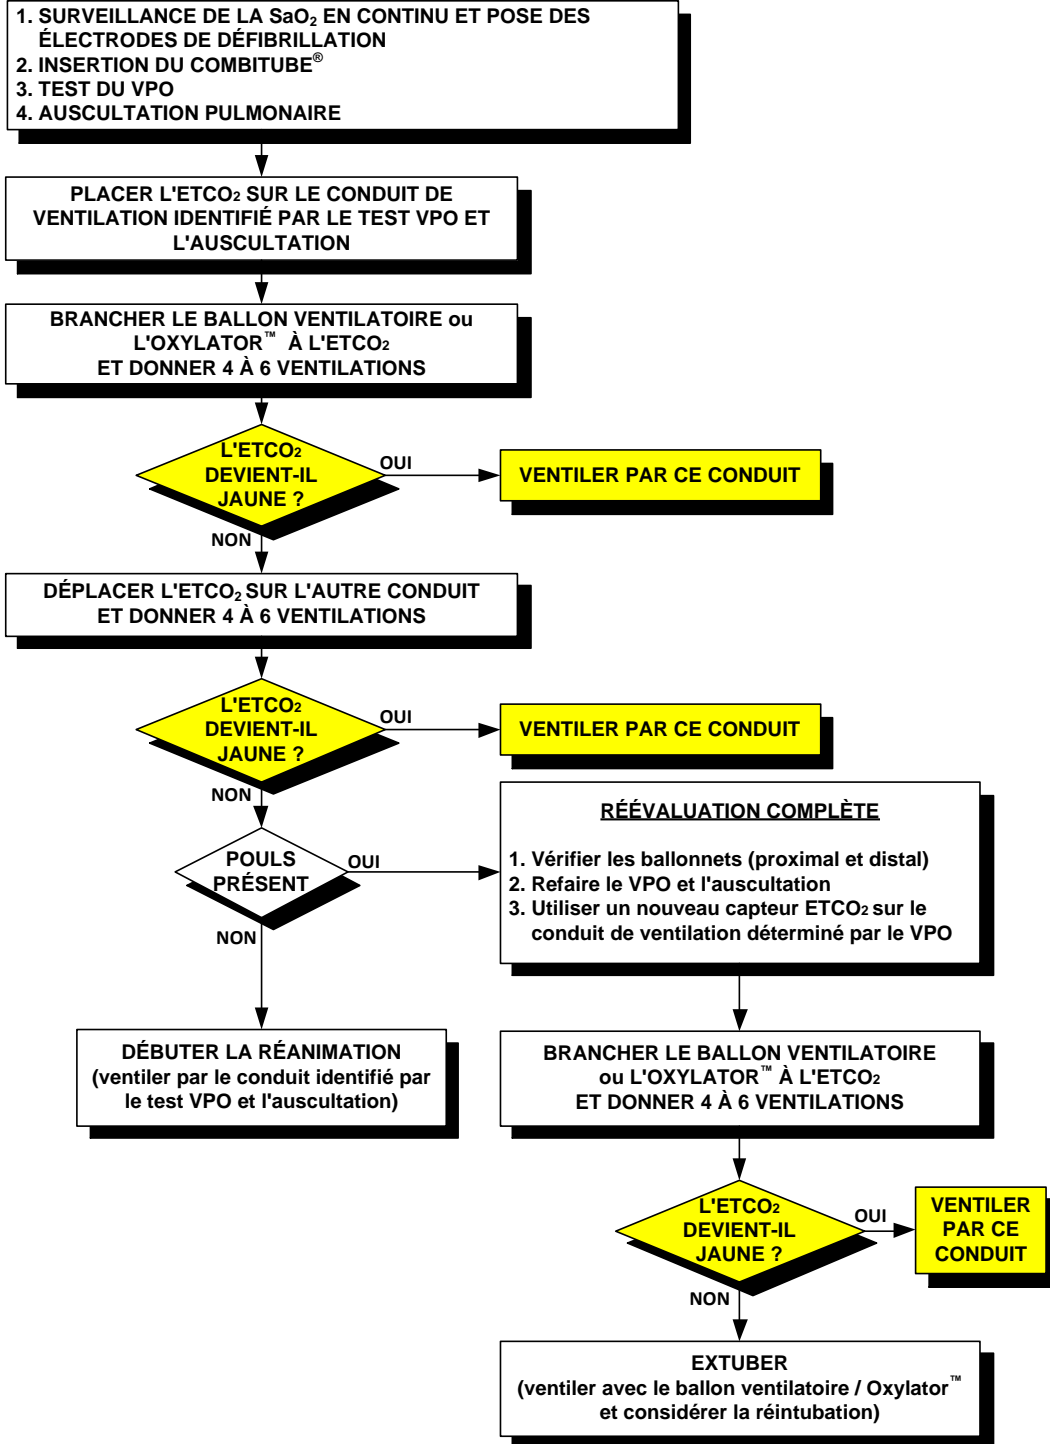 1. SURVEILLANCE DE LA SaO₂ EN CONTINU ET POSE DES
ÉLECTRODES DE DÉFIBRILLATION
2. INSERTION DU COMBITUBE®
3. TEST DU VPO
4. AUSCULTATION PULMONAIRE
PLACER L'ETCO₂ SUR LE CONDUIT DE
VENTILATION IDENTIFIÉ PAR LE TEST VPO ET
L'AUSCULTATION
BRANCHER LE BALLON VENTILATOIRE ou
L'OXYLATOR™ À L'ETCO₂
ET DONNER 4 À 6 VENTILATIONS
L'ETCO₂
DEVIENT-IL
JAUNE ?
OUI
VENTILER PAR CE CONDUIT
NON
DÉPLACER L'ETCO₂ SUR L'AUTRE CONDUIT
ET DONNER 4 À 6 VENTILATIONS
L'ETCO₂
DEVIENT-IL
JAUNE ?
OUI
VENTILER PAR CE CONDUIT
NON
POULS
PRÉSENT
OUI
RÉÉVALUATION COMPLÈTE
1. Vérifier les ballonnets (proximal et distal)
2. Refaire le VPO et l'auscultation
3. Utiliser un nouveau capteur ETCO₂ sur le
conduit de ventilation déterminé par le VPO
NON
DÉBUTER LA RÉANIMATION
(ventiler par le conduit identifié par
le test VPO et l'auscultation)
BRANCHER LE BALLON VENTILATOIRE
ou L'OXYLATOR™ À L'ETCO₂
ET DONNER 4 À 6 VENTILATIONS
L'ETCO₂
DEVIENT-IL
JAUNE ?
OUI
VENTILER
PAR CE
CONDUIT
NON
EXTUBER
(ventiler avec le ballon ventilatoire / Oxylator™
et considérer la réintubation)